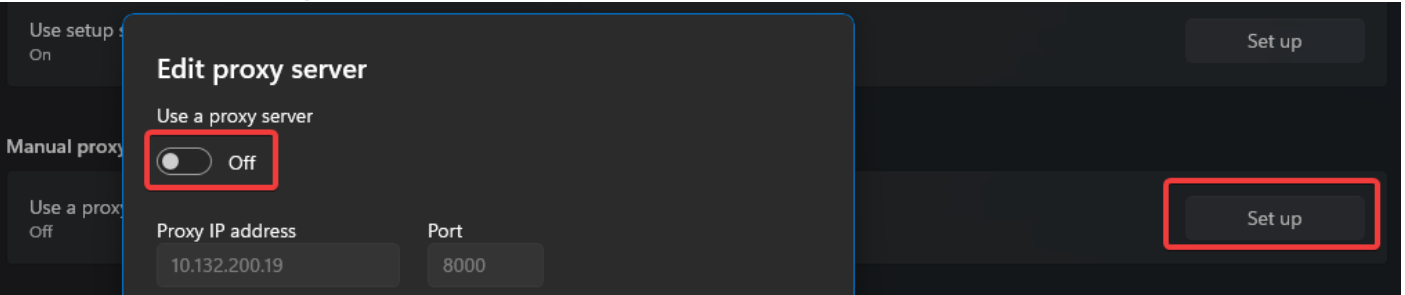 Use setup s
On
Set up
Edit proxy server
Use a proxy server
Off
Manual proxy
Use a proxy
Off
Set up
Proxy IP address
Port
10.132.200.19
8000